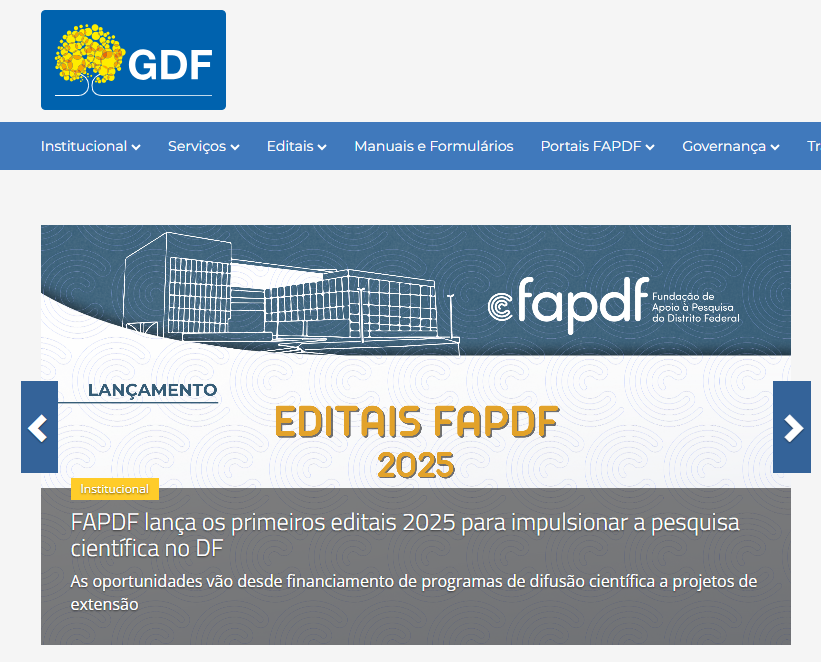 GDF
Institucional
Serviços
Editais
Manuais e Formulários
Portais FAPDF
Governança
Tr
fapdf
Fundação de
Apoio à Pesquisa
do Distrito Federal
LANÇAMENTO
EDITAIS FAPDF
2025
Institucional
FAPDF lança os primeiros editais 2025 para impulsionar a pesquisa
científica no DF
As oportunidades vão desde financiamento de programas de difusão científica a projetos de
extensão